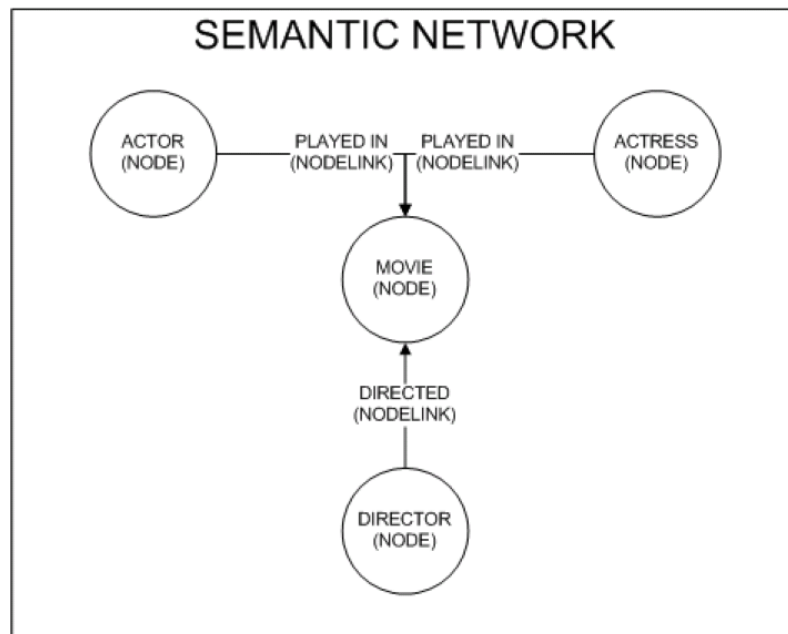 SEMANTIC NETWORK
ACTOR
(NODE)
PLAYED IN
(NODELINK)
PLAYED IN
(NODELINK)
ACTRESS
(NODE)
MOVIE
(NODE)
DIRECTED
(NODELINK)
DIRECTOR
(NODE)